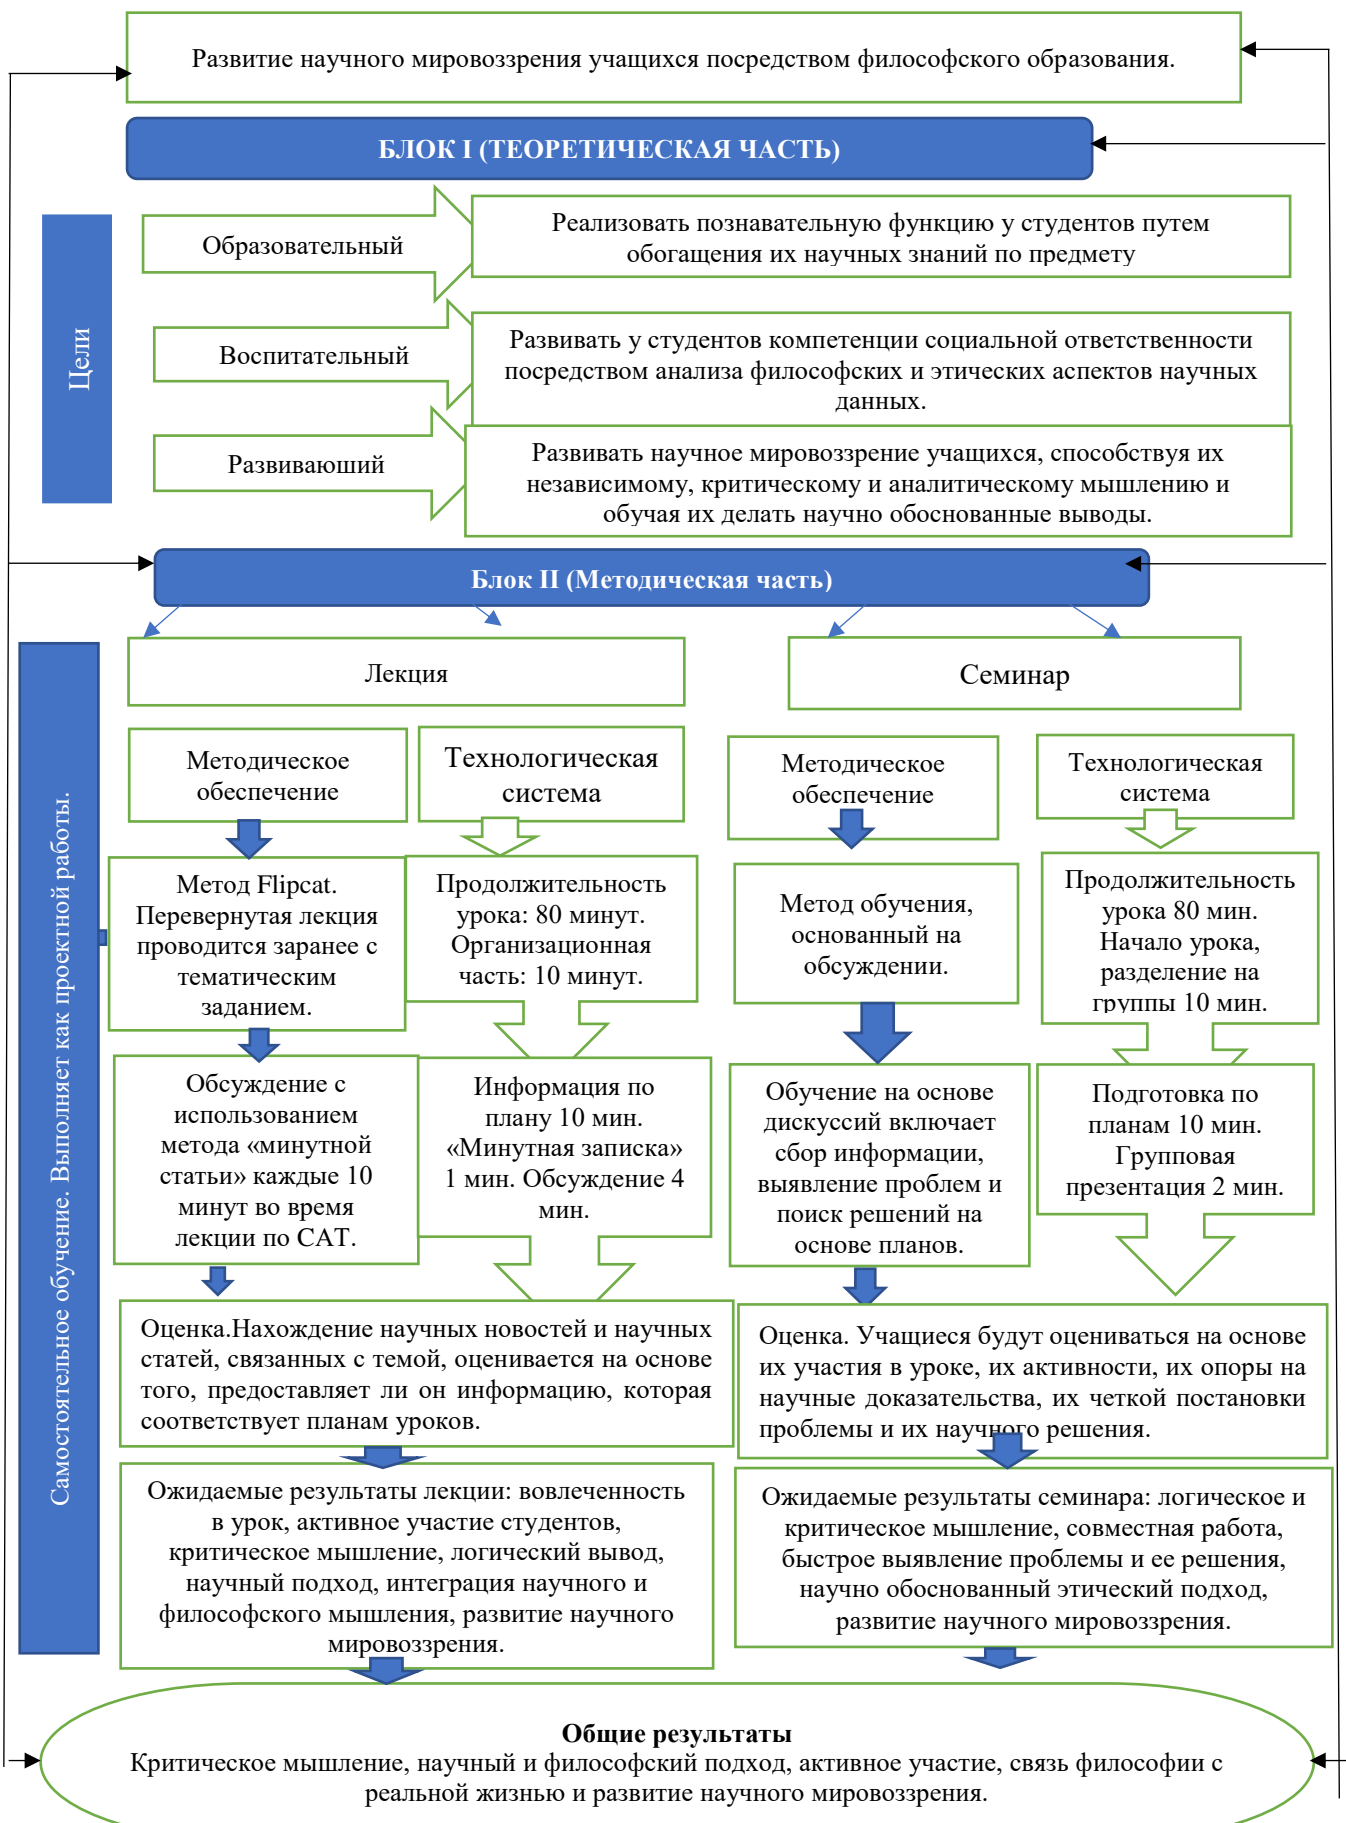 Развитие научного мировоззрения учащихся посредством философского образования.
БЛОК I (ТЕОРЕТИЧЕСКАЯ ЧАСТЬ)
Цели
Образовательный
Реализовать познавательную функцию у студентов путем
обогащения их научных знаний по предмету
Воспитательный
Развивать у студентов компетенции социальной ответственности
посредством анализа философских и этических аспектов научных
данных.
Развиваюший
Развивать научное мировоззрение учащихся, способствуя их
независимому, критическому и аналитическому мышлению и
обучая их делать научно обоснованные выводы.
Блок II (Методическая часть)
Самостоятельное обучение. Выполняет как проектной работы.
Лекция
Методическое
обеспечение
Метод Flipcat.
Перевернутая лекция
проводится заранее с
тематическим
заданием.
Обсуждение с
использованием
метода «минутной
статьи» каждые 10
минут во время
лекции по САТ.
Технологическая
система
Продолжительность
урока: 80 минут.
Организационная
часть: 10 минут.
Информация по
плану 10 мин.
«Минутная записка»
1 мин. Обсуждение 4
мин.
Оценка.Нахождение научных новостей и научных
статей, связанных с темой, оценивается на основе
того, предоставляет ли он информацию, которая
соответствует планам уроков.
Ожидаемые результаты лекции: вовлеченность
в урок, активное участие студентов,
критическое мышление, логический вывод,
научный подход, интеграция научного и
философского мышления, развитие научного
мировоззрения.
Семинар
Методическое
обеспечение
Метод обучения,
основанный на
обсуждении.
Обучение на основе
дискуссий включает
сбор информации,
выявление проблем и
поиск решений на
основе планов.
Технологическая
система
Продолжительность
урока 80 мин.
Начало урока,
разделение на
группы 10 мин.
Подготовка по
планам 10 мин.
Групповая
презентация 2 мин.
Оценка. Учащиеся будут оцениваться на основе
их участия в уроке, их активности, их опоры на
научные доказательства, их четкой постановки
проблемы и их научного решения.
Ожидаемые результаты семинара: логическое и
критическое мышление, совместная работа,
быстрое выявление проблемы и ее решения,
научно обоснованный этический подход,
развитие научного мировоззрения.
Общие результаты
Критическое мышление, научный и философский подход, активное участие, связь философии с
реальной жизнью и развитие научного мировоззрения.